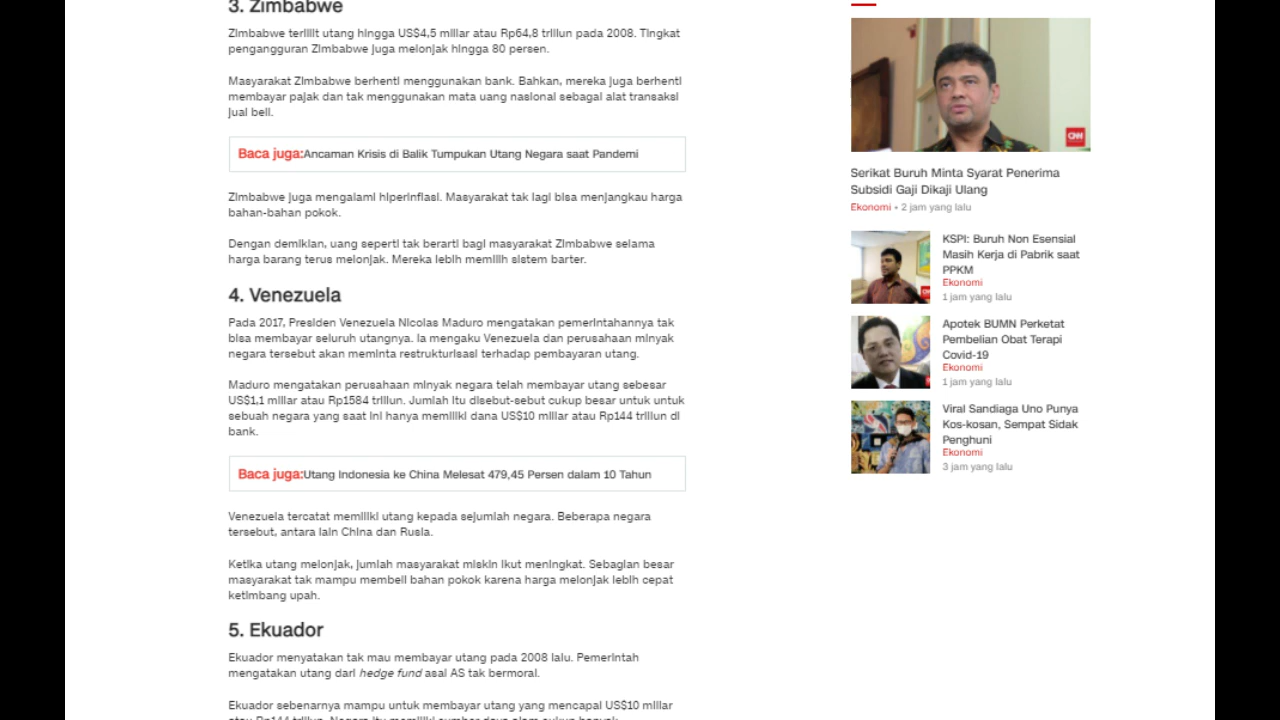 3. Zimbabwe
Zimbabwe terlilit utang hingga US$4,5 miliar atau Rp64,8 triliun pada 2008. Tingkat
pengangguran Zimbabwe juga melonjak hingga 80 persen.
Masyarakat Zimbabwe berhenti menggunakan bank. Bahkan, mereka juga berhenti
membayar pajak dan tak menggunakan mata uang nasional sebagai alat transaksi
jual beli.
Baca juga:Ancaman Krisis di Balik Tumpukan Utang Negara saat Pandemi
Zimbabwe juga mengalami hiperinflasi. Masyarakat tak lagi bisa menjangkau harga
bahan-bahan pokok.
Dengan demikian, uang seperti tak berarti bagi masyarakat Zimbabwe selama
harga barang terus melonjak. Mereka lebih memilih sistem barter.
4. Venezuela
Pada 2017, Presiden Venezuela Nicolas Maduro mengatakan pemerintahannya tak
bisa membayar seluruh utangnya. Ia mengaku Venezuela dan perusahaan minyak
negara tersebut akan meminta restrukturisasi terhadap pembayaran utang.
Maduro mengatakan perusahaan minyak negara telah membayar utang sebesar
US$1,1 miliar atau Rp1584 triliun. Jumlah itu disebut-sebut cukup besar untuk untuk
sebuah negara yang saat ini hanya memiliki dana US$10 miliar atau Rp144 triliun di
bank.
Baca juga:Utang Indonesia ke China Melesat 479,45 Persen dalam 10 Tahun
Venezuela tercatat memiliki utang kepada sejumlah negara. Beberapa negara
tersebut, antara lain China dan Rusia.
Ketika utang melonjak, jumlah masyarakat miskin ikut meningkat. Sebagian besar
masyarakat tak mampu membeli bahan pokok karena harga melonjak lebih cepat
ketimbang upah.
5. Ekuador
Ekuador menyatakan tak mau membayar utang pada 2008 lalu. Pemerintah
mengatakan utang dari hedge fund asal AS tak bermoral.
Ekuador sebenarnya mampu untuk membayar utang yang mencapai US$10 miliar
atau Rp144 triliun. Negara itu memiliki sumber daya alam cukup banyak.
CNN
Serikat Buruh Minta Syarat Penerima
Subsidi Gaji Dikaji Ulang
Ekonomi • 2 jam yang lalu
KSPI: Buruh Non Esensial
Masih Kerja di Pabrik saat
PPKM
Ekonomi
1 jam yang lalu
Apotek BUMN Perketat
Pembelian Obat Terapi
Covid-19
Ekonomi
1 jam yang lalu
Viral Sandiaga Uno Punya
Kos-kosan, Sempat Sidak
Penghuni
Ekonomi
3 jam yang lalu